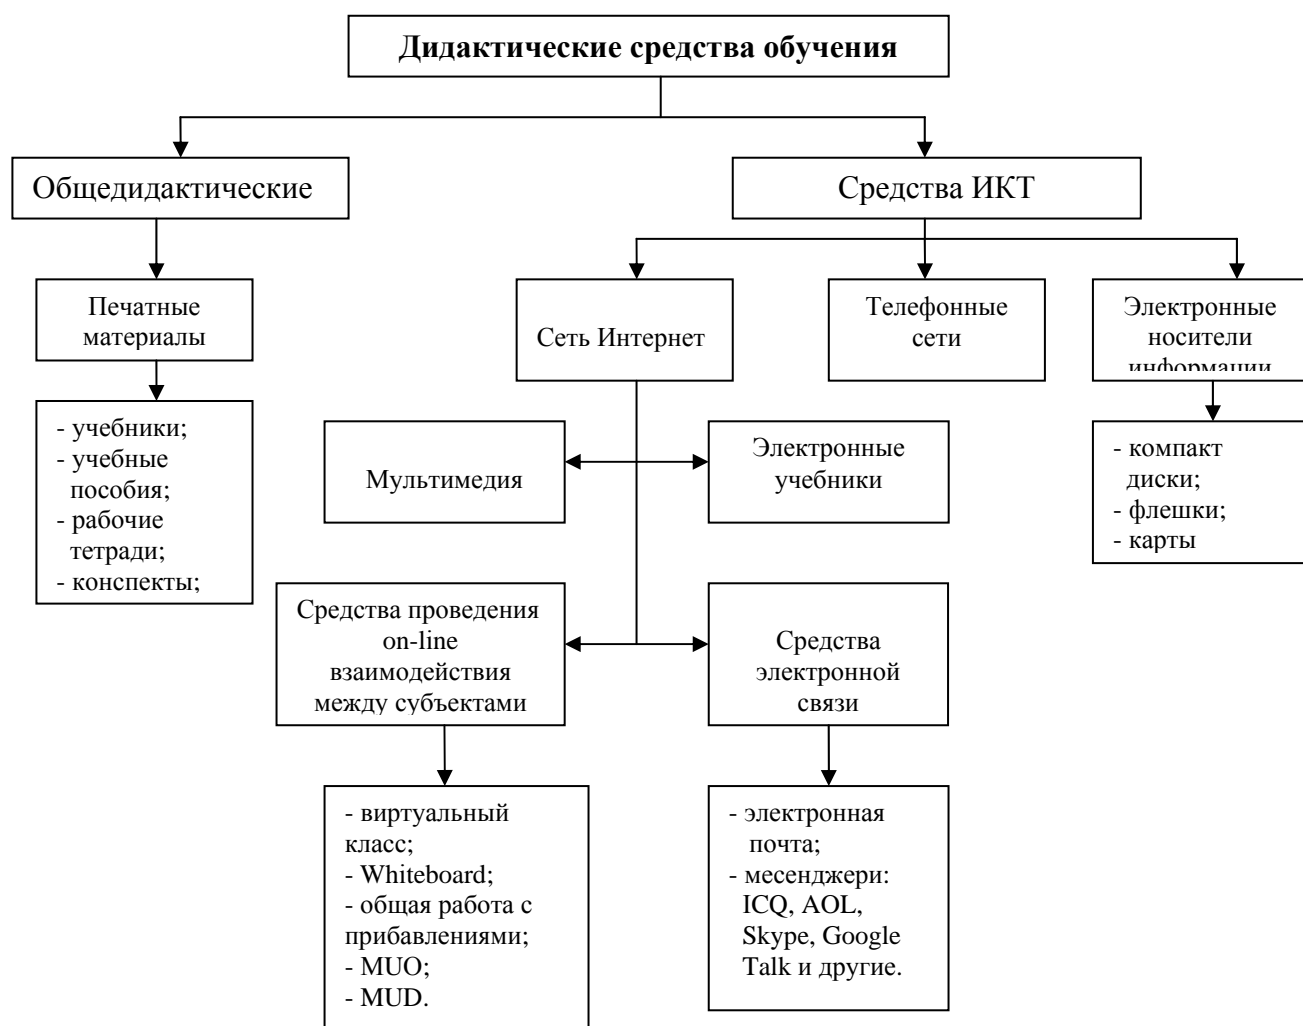 Дидактические средства обучения
Общедидактические
Средства ИКТ
Печатные
материалы
Сеть Интернет
Телефонные
сети
Электронные
носители
информации
- учебники;
- учебные
пособия;
- рабочие
тетради;
- конспекты;
Мультимедия
Электронные
учебники
- компакт
диски;
- флешки;
- карты
Средства проведения
on-line
взаимодействия
между субъектами
Средства
электронной
связи
- виртуальный
класс;
- Whiteboard;
- общая работа с
прибавлениями;
- MUO;
- MUD.
- электронная
почта;
- месенджери:
ICQ, AOL,
Skype, Google
Talk и другие.